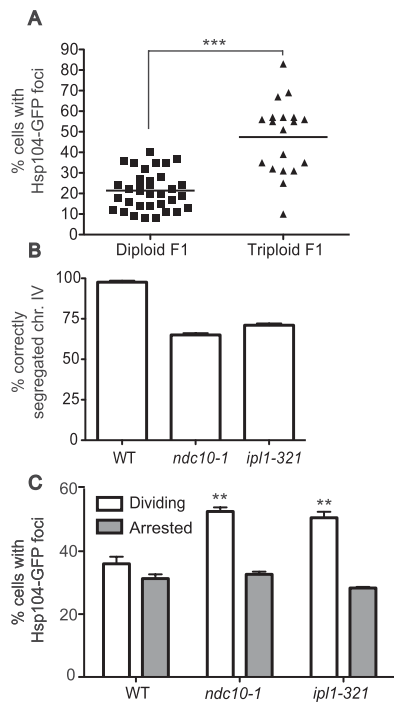 A
***
% cells with
Hsp104-GFP foci
90
80
70
60
50
40
30
20
10
0
Diploid F1 Triploid F1
B
% correctly
segregated chr. IV
100
75
50
25
0
WT ndc10-1 ipl1-321
C
% cells with
Hsp104-GFP foci
60
40
20
0
Dividing
Arrested
** **
WT ndc10-1 ipl1-321